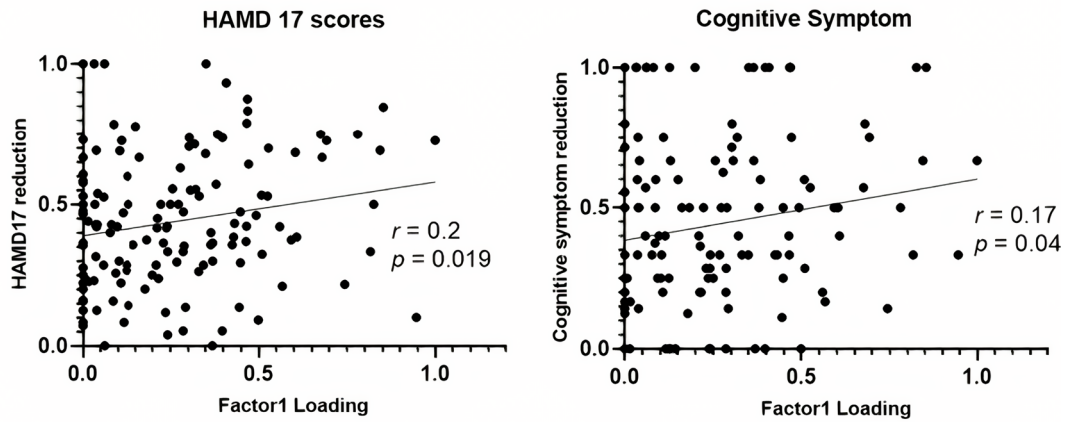 HAMD 17 scores
HAMD17 reduction
1.0
0.5
0.0
0.0 0.5 1.0
Factor1 Loading
r = 0.2
p = 0.019
Cognitive Symptom
Cognitive symptom reduction
1.0
0.5
0.0
0.0 0.5 1.0
Factor1 Loading
r = 0.17
p = 0.04